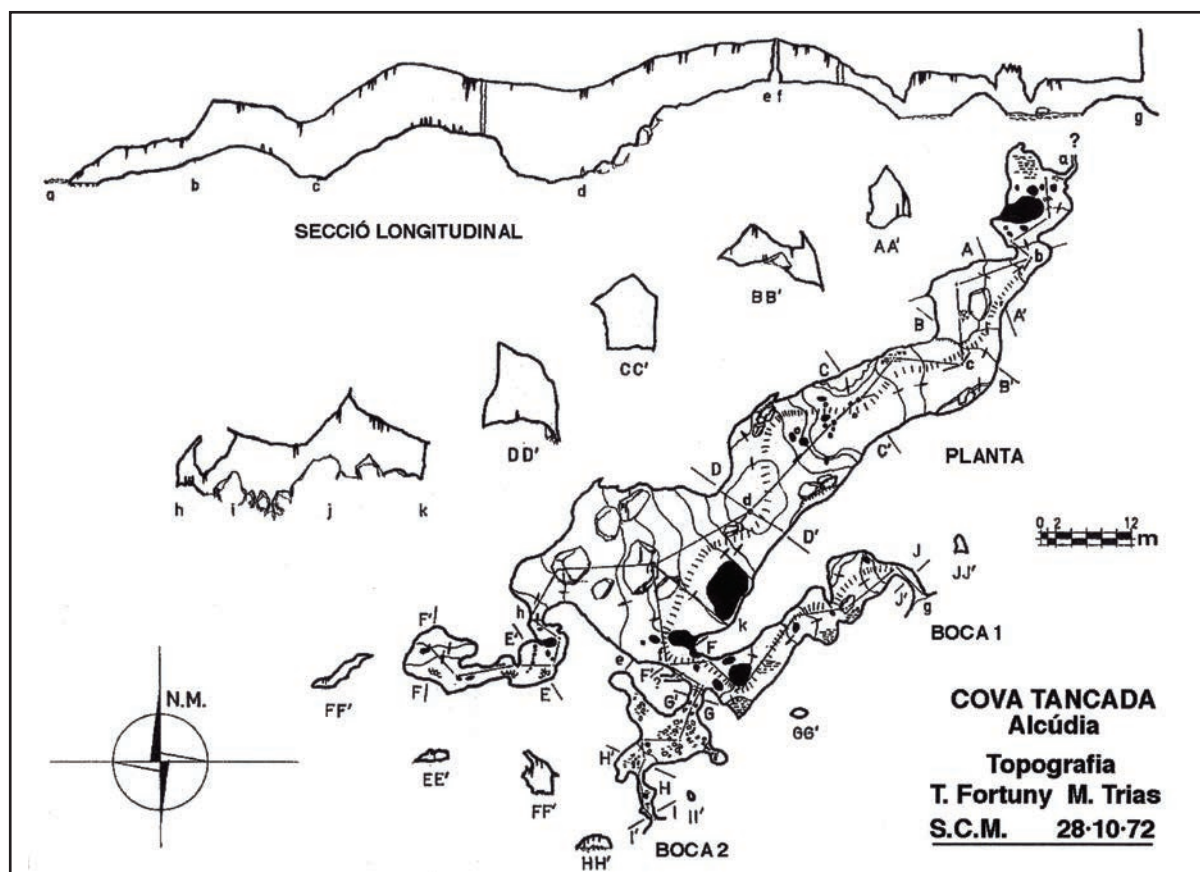 e f
g
a b c d
SECCIÓ LONGITUDINAL
?
a
AA'
A
b
BB'
B
A'
CC'
C
c
B'
DD'
D
C'
PLANTA
h i j k
d
D'
0 2 12 m
J
JJ'
J'
g
BOCA 1
h
k
F'
E'
F
f
e
F'
G'
G
F
E
FF'
GG'
N.M.
EE'
FF'
H'
H
I
II'
I'
HH'
BOCA 2
COVA TANCADA
Alcúdia
Topografia
T. Fortuny M. Trias
S.C.M. 28·10·72